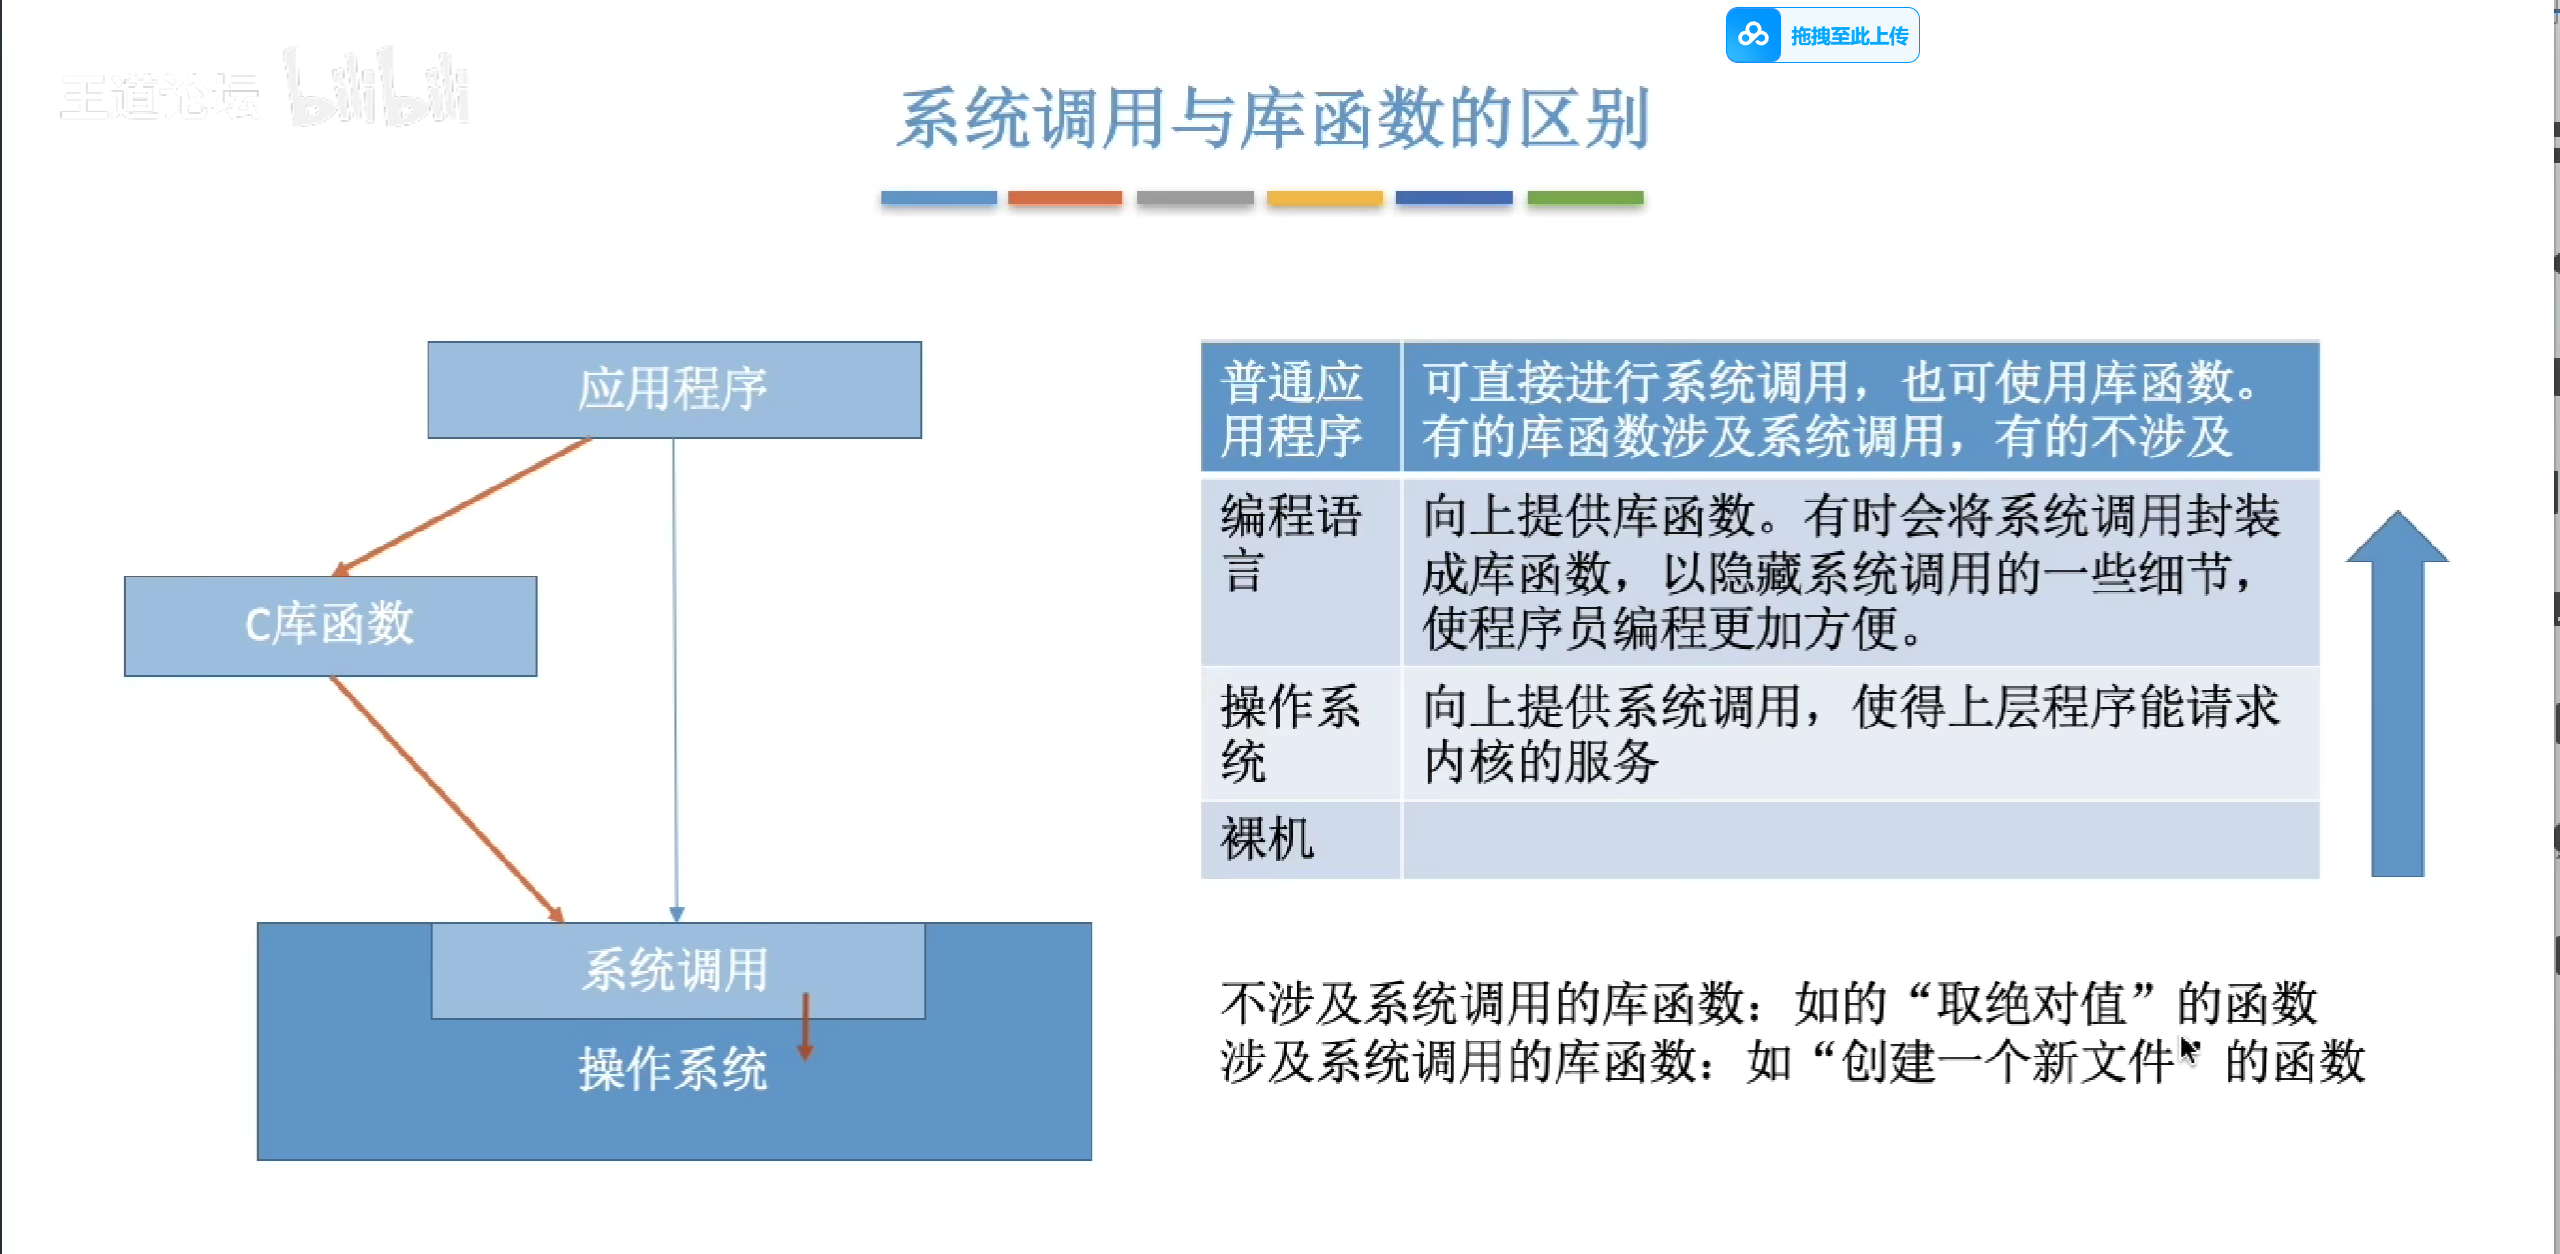 王道论坛 bilibili
拖拽至此上传
系统调用与库函数的区别
应用程序
C库函数
系统调用
操作系统
普通应
用程序
可直接进行系统调用，也可使用库函数。
有的库函数涉及系统调用，有的不涉及
编程语
言
向上提供库函数。有时会将系统调用封装
成库函数，以隐藏系统调用的一些细节，
使程序员编程更加方便。
操作系
统
向上提供系统调用，使得上层程序能请求
内核的服务
裸机
不涉及系统调用的库函数：如的“取绝对值”的函数
涉及系统调用的库函数：如“创建一个新文件”的函数